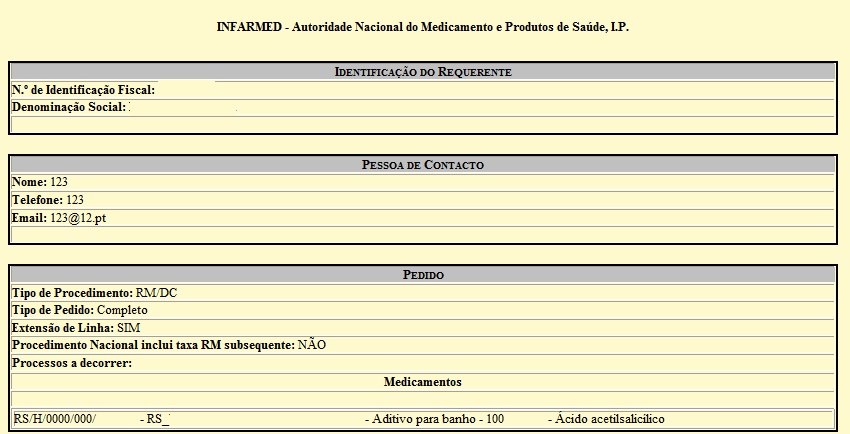 INFARMED - Autoridade Nacional do Medicamento e Produtos de Saúde, I.P.
IDENTIFICAÇÃO DO REQUERENTE
N.º de Identificação Fiscal:
Denominação Social:
PESSOA DE CONTACTO
Nome: 123
Telefone: 123
Email: 123@12.pt
PEDIDO
Tipo de Procedimento: RM/DC
Tipo de Pedido: Completo
Extensão de Linha: SIM
Procedimento Nacional inclui taxa RM subsequente: NÃO
Processos a decorrer:
Medicamentos
RS/H/0000/000/ - RS_ - Aditivo para banho - 100 - Ácido acetilsalicílico